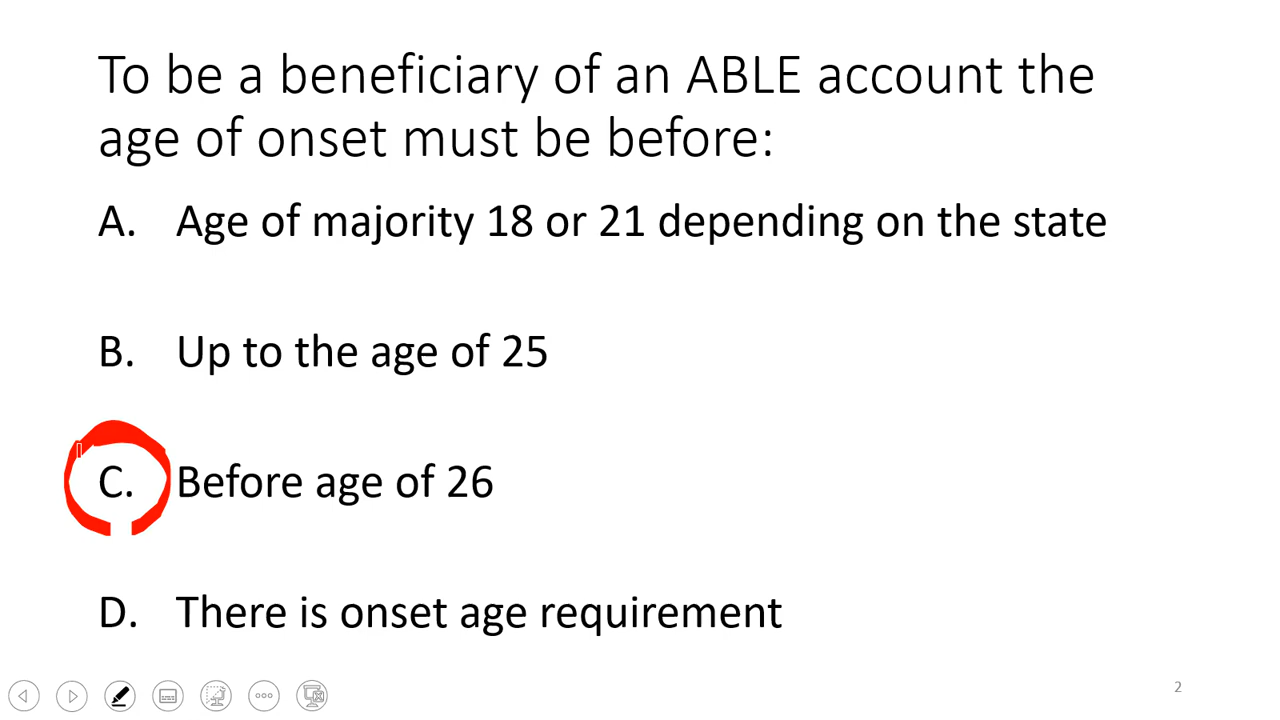 To be a beneficiary of an ABLE account the
age of onset must be before:
A. Age of majority 18 or 21 depending on the state
B. Up to the age of 25
C. Before age of 26
D. There is onset age requirement
2